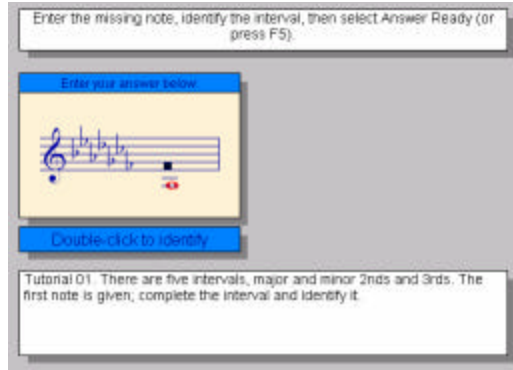 Enter the missing note, identify the interval, then select Answer Ready (or
press F5).
Enter your answer below.
Double-click to identify
Tutorial 01. There are five intervals, major and minor 2nds and 3rds. The
first note is given; complete the interval and identify it.